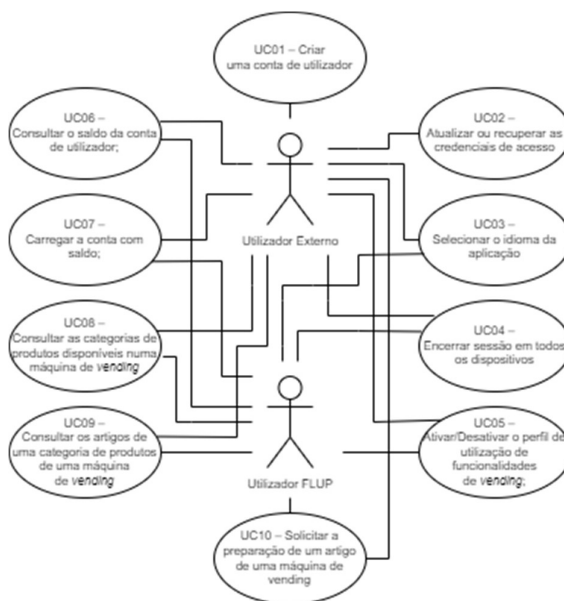 UC01 – Criar
uma conta de utilizador
UC06 –
Consultar o saldo da conta
de utilizador;
UC02 –
Atualizar ou recuperar as
credenciais de acesso
UC07 –
Carregar a conta com
saldo;
Utilizador Externo
UC03 –
Selecionar o idioma da
aplicação
UC08 –
Consultar as categorias de
produtos disponíveis numa
máquina de vending
UC04 –
Encerrar sessão em todos
os dispositivos
UC09 –
Consultar os artigos de
uma categoria de produtos
de uma máquina
de vending
Utilizador FLUP
UC05 –
Ativar/Desativar o perfil de
utilização de
funcionalidades
de vending;
UC10 – Solicitar a
preparação de um artigo
de uma máquina de
vending